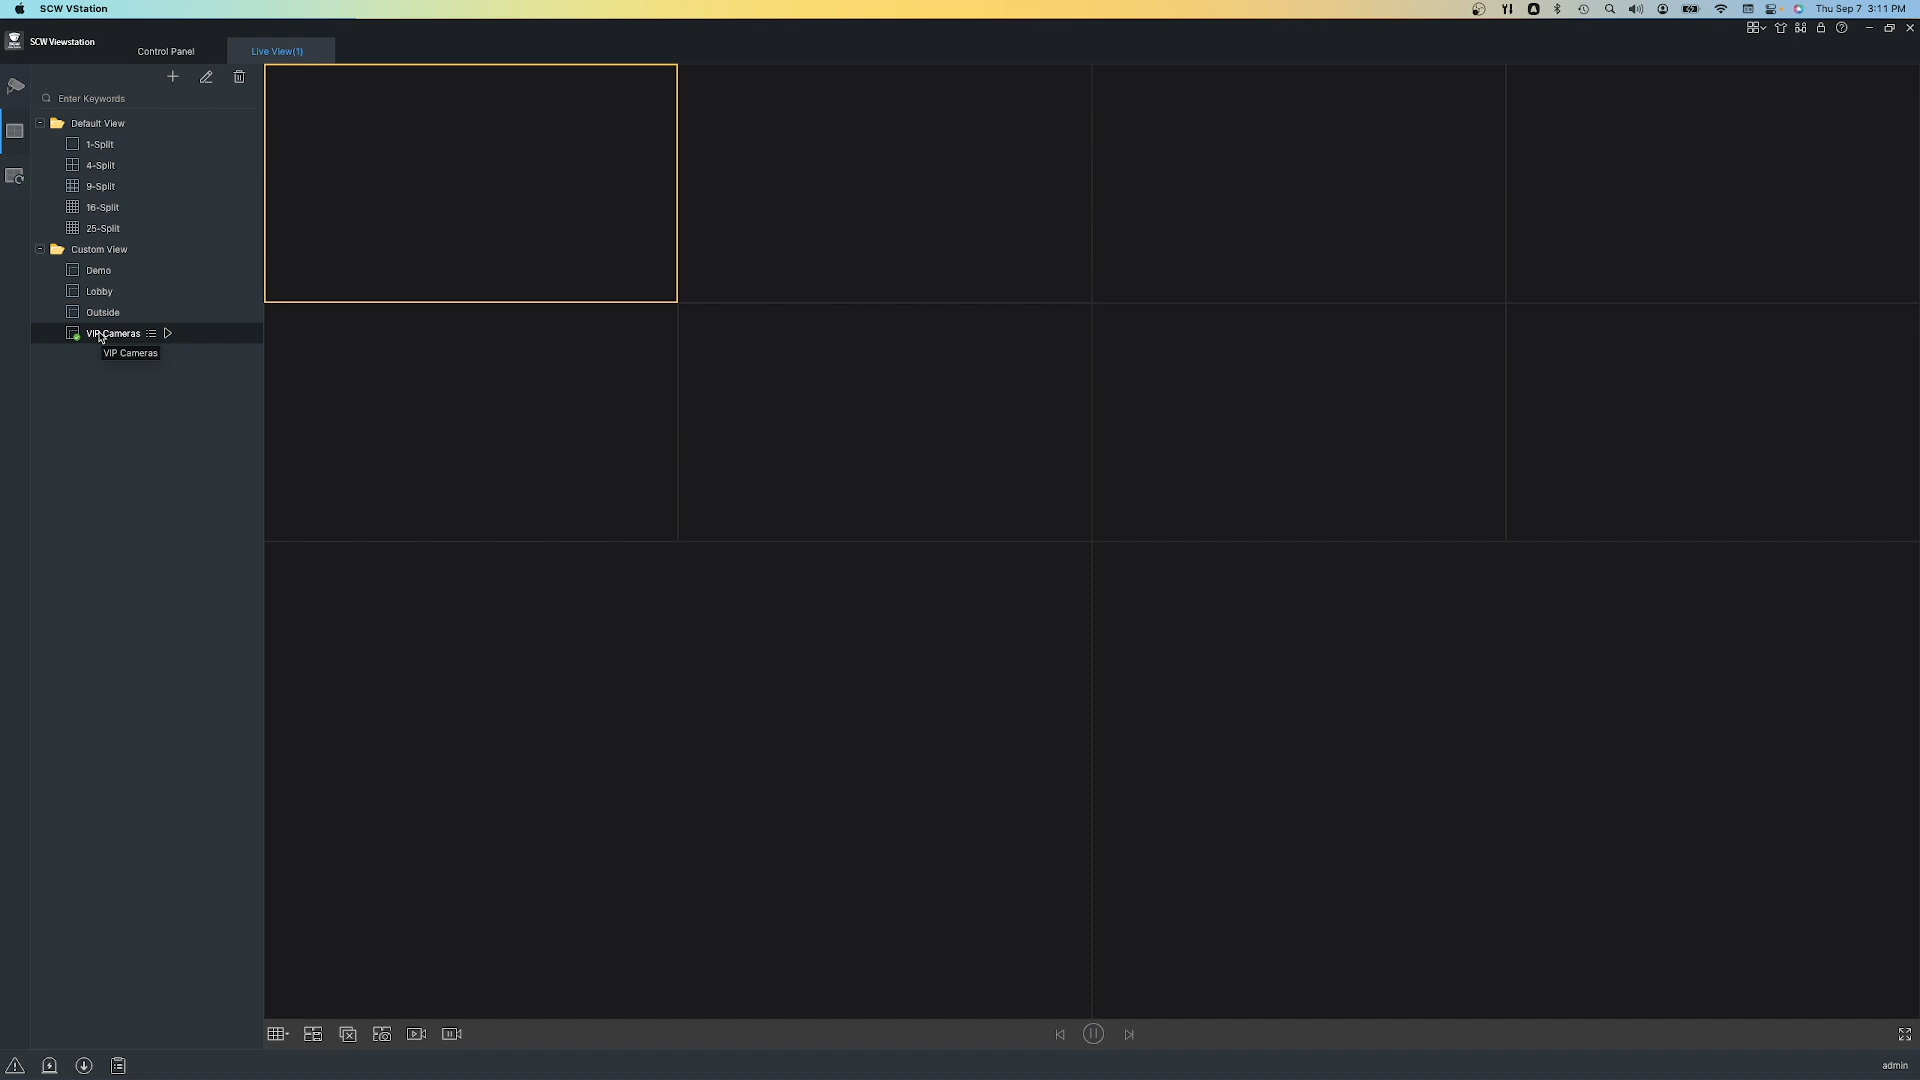 SCW VStation
Thu Sep 7 3:11 PM
SCW Viewstation
Control Panel
Live View(1)
Enter Keywords
Default View
1-Split
4-Split
9-Split
16-Split
25-Split
Custom View
Demo
Lobby
Outside
VIP Cameras
VIP Cameras
admin